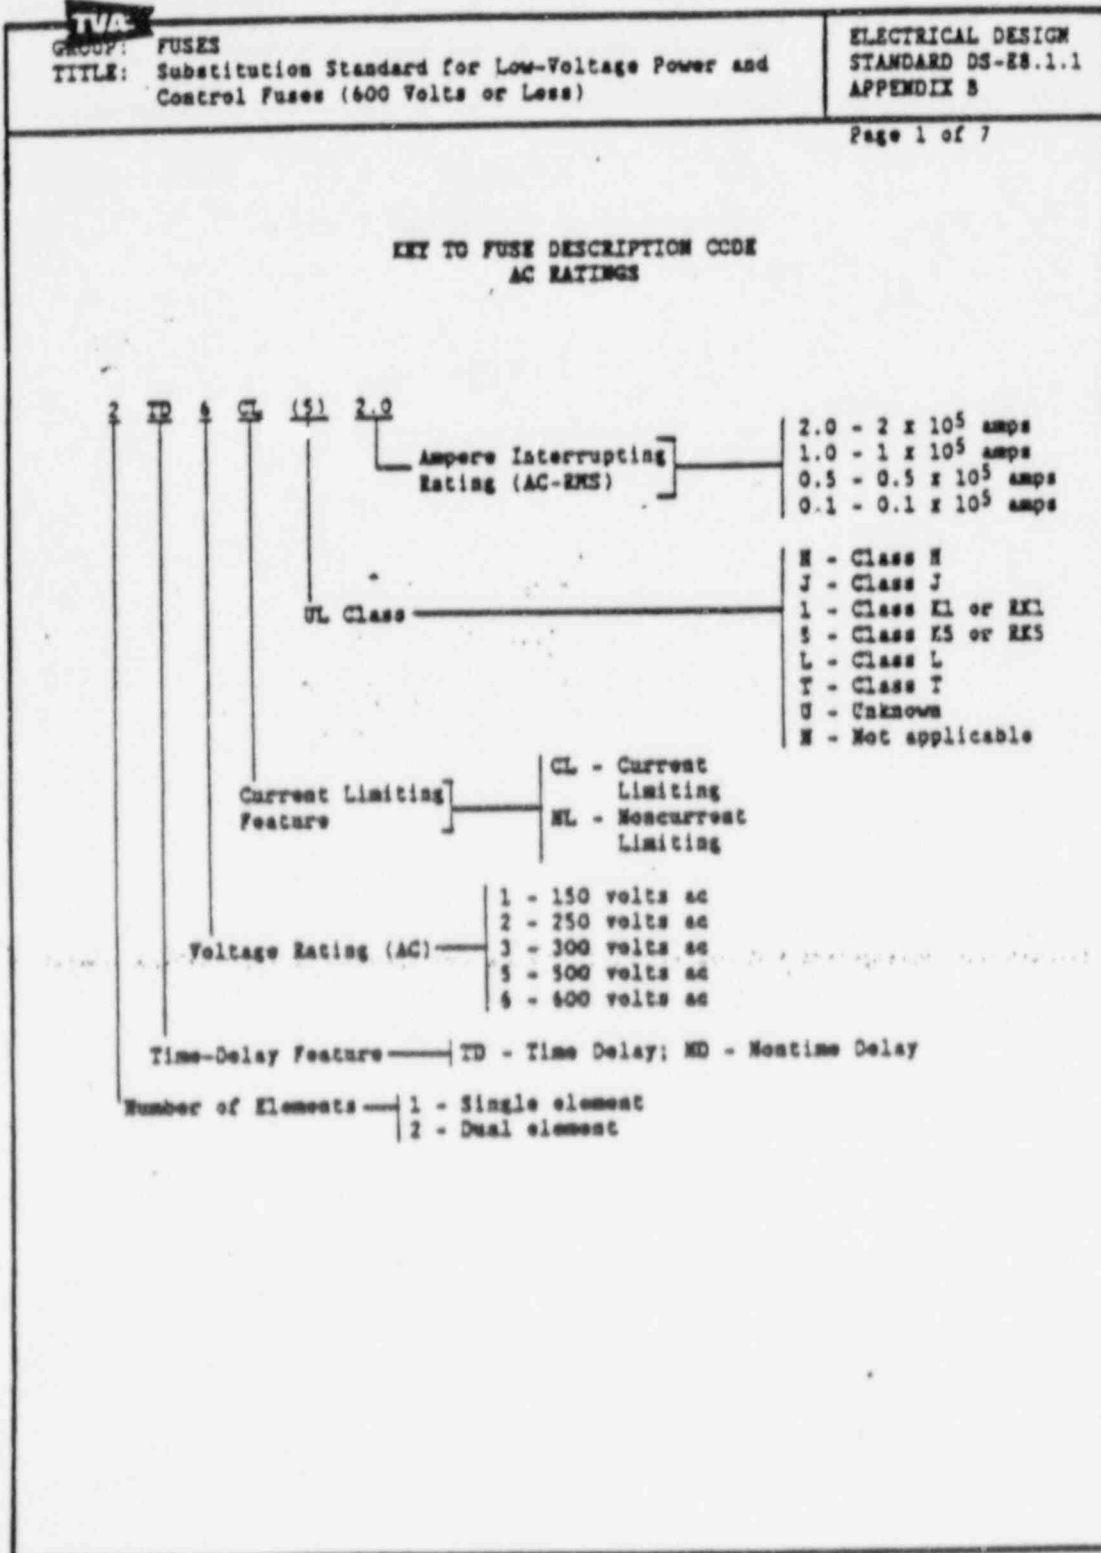 TVA
GROUP: FUSES
TITLE: Substitution Standard for Low-Voltage Power and
Control Fuses (600 Volts or Less)
ELECTRICAL DESIGN
STANDARD DS-E8.1.1
APPENDIX B
Page 1 of 7
KEY TO FUSE DESCRIPTION CODE
AC RATINGS
2 TD 6 CL (5) 2.0
Ampere Interrupting
Rating (AC-RMS)
2.0 - 2 x 10⁵ amps
1.0 - 1 x 10⁵ amps
0.5 - 0.5 x 10⁵ amps
0.1 - 0.1 x 10⁵ amps
UL Class
H - Class H
J - Class J
1 - Class K1 or RK1
5 - Class K5 or RK5
L - Class L
T - Class T
U - Unknown
N - Not applicable
Current Limiting
Feature
CL - Current
Limiting
NL - Noncurrent
Limiting
Voltage Rating (AC)
1 - 150 volts ac
2 - 250 volts ac
3 - 300 volts ac
5 - 500 volts ac
6 - 600 volts ac
Time-Delay Feature
TD - Time Delay; ND - Nontime Delay
Number of Elements
1 - Single element
2 - Dual element